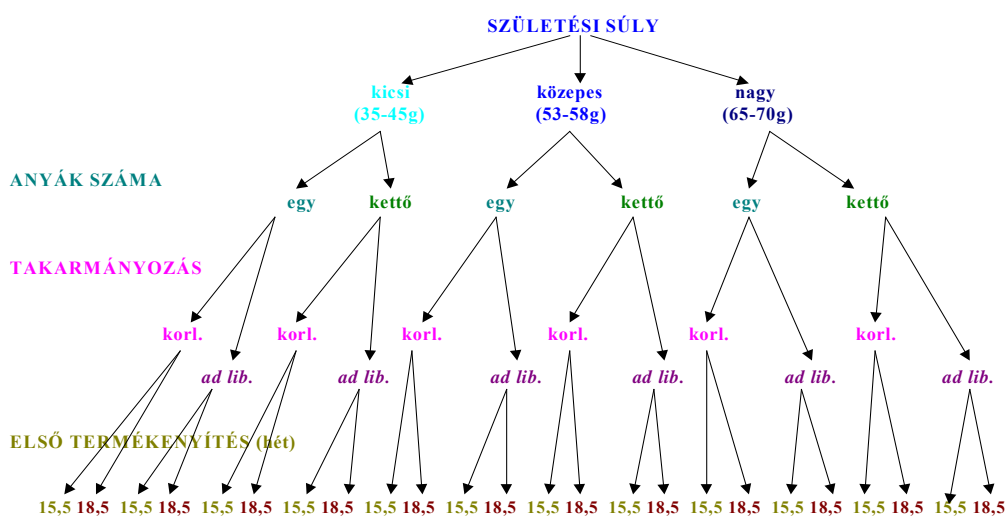 SZÜLETÉSI SÚLY
kicsi közepes nagy
(35-45g) (53-58g) (65-70g)
ANYÁK SZÁMA
egy kettő egy kettő egy kettő
TAKARMÁNYOZÁS
korl. korl. korl. korl. korl. korl.
ad lib. ad lib. ad lib. ad lib. ad lib. ad lib.
ELSŐ TERMÉKENYÍTÉS (hét)
15,5 18,5 15,5 18,5 15,5 18,5 15,5 18,5 15,5 18,5 15,5 18,5 15,5 18,5 15,5 18,5 15,5 18,5 15,5 18,5 15,5 18,5 15,5 18,5